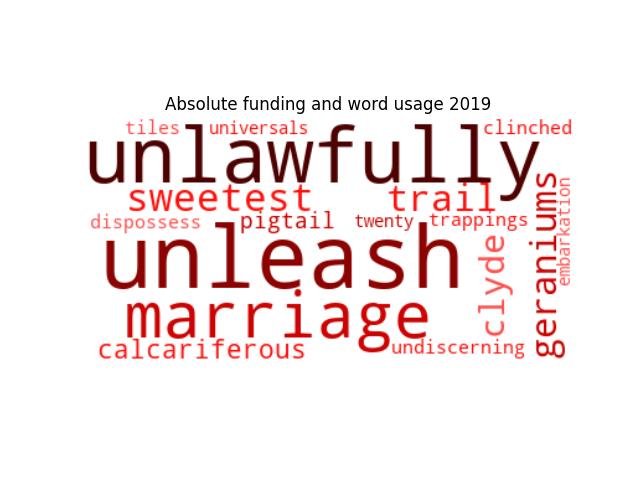 Absolute funding and word usage 2019
tiles universals clinched
unlawfully
sweetest trail
dispossess pigtail twenty trappings
unleash
clyde
geraniums
embarkation
marriage
calcariferous undiscerning